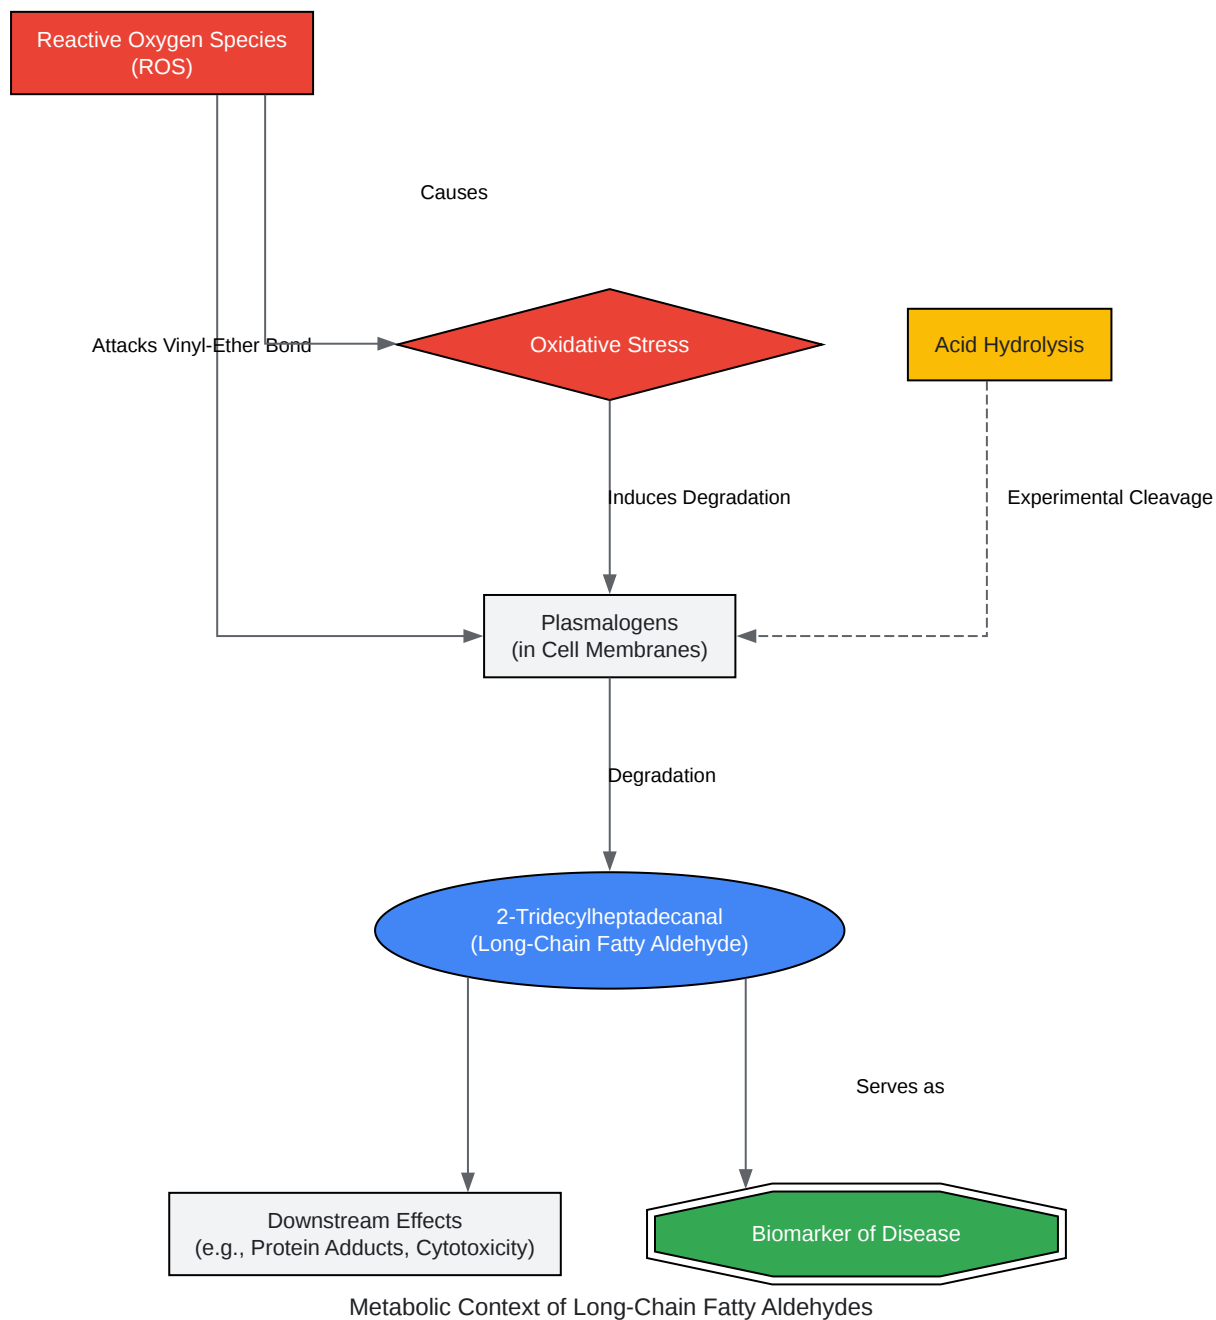 Reactive Oxygen Species
(ROS)
Causes
Attacks Vinyl-Ether Bond
Oxidative Stress
Acid Hydrolysis
Induces Degradation
Experimental Cleavage
Plasmalogens
(in Cell Membranes)
Degradation
2-Tridecylheptadecanal
(Long-Chain Fatty Aldehyde)
Serves as
Downstream Effects
(e.g., Protein Adducts, Cytotoxicity)
Biomarker of Disease
Metabolic Context of Long-Chain Fatty Aldehydes